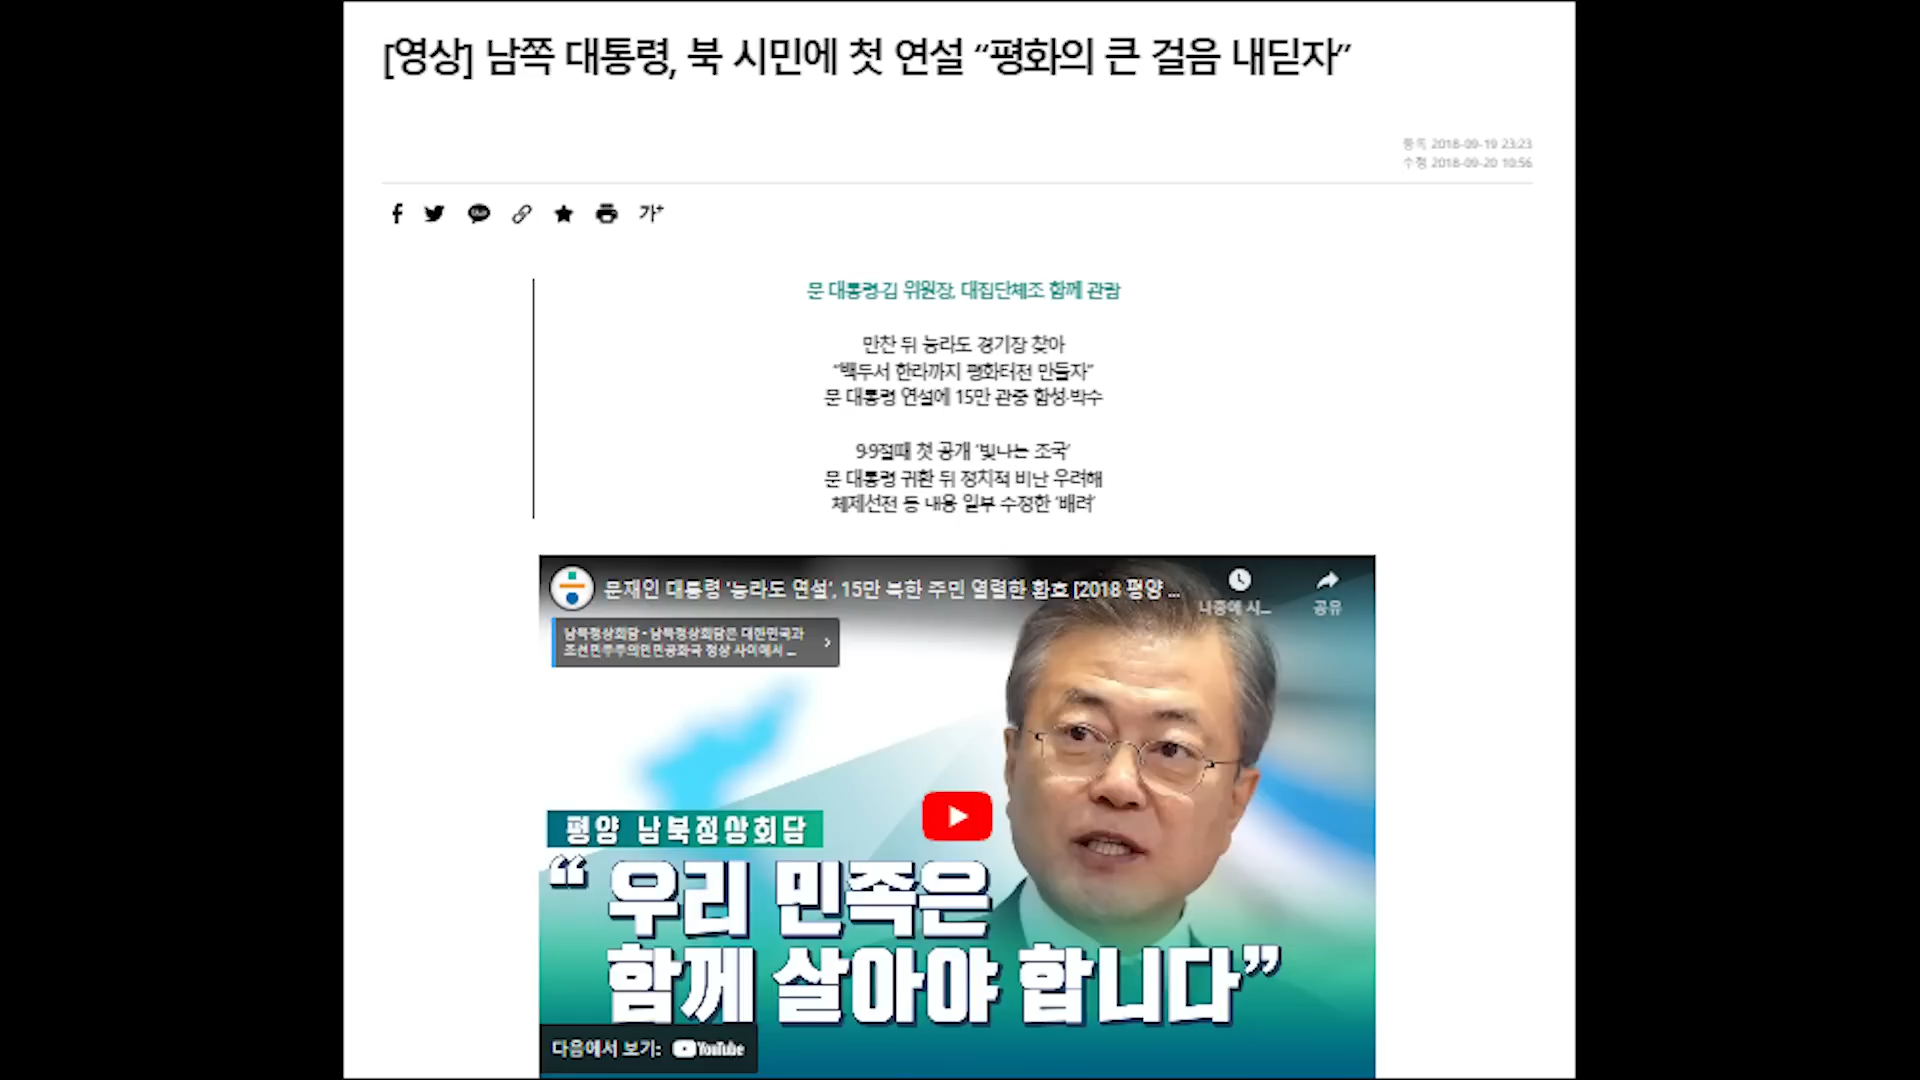 [영상] 남쪽 대통령, 북 시민에 첫 연설 “평화의 큰 걸음 내딛자”
등록 2018-09-19 23:23
수정 2018-09-20 10:56
가+
문 대통령·김 위원장, 대집단체조 함께 관람
만찬 뒤 능라도 경기장 찾아
“백두서 한라까지 평화터전 만들자”
문 대통령 연설에 15만 관중 함성·박수
9·9절때 첫 공개 ‘빛나는 조국’
문 대통령 귀환 뒤 정치적 비난 우려해
체제선전 등 내용 일부 수정한 ‘배려’
문재인 대통령 '능라도 연설', 15만 북한 주민 열렬한 환호 [2018 평양 ...
나중에 시...
공유
남북정상회담 - 남북정상회담은 대한민국과
조선민주주의인민공화국 정상 사이에서 ...
평양 남북정상회담
“우리 민족은
함께 살아야 합니다”
다음에서 보기: YouTube